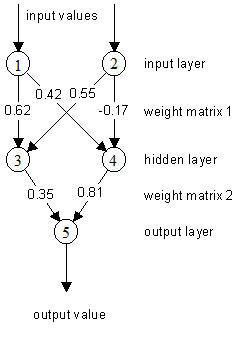 input values
1 2 input layer
0.42 0.55
0.62 -0.17 weight matrix 1
3 4 hidden layer
0.35 0.81 weight matrix 2
5 output layer
output value